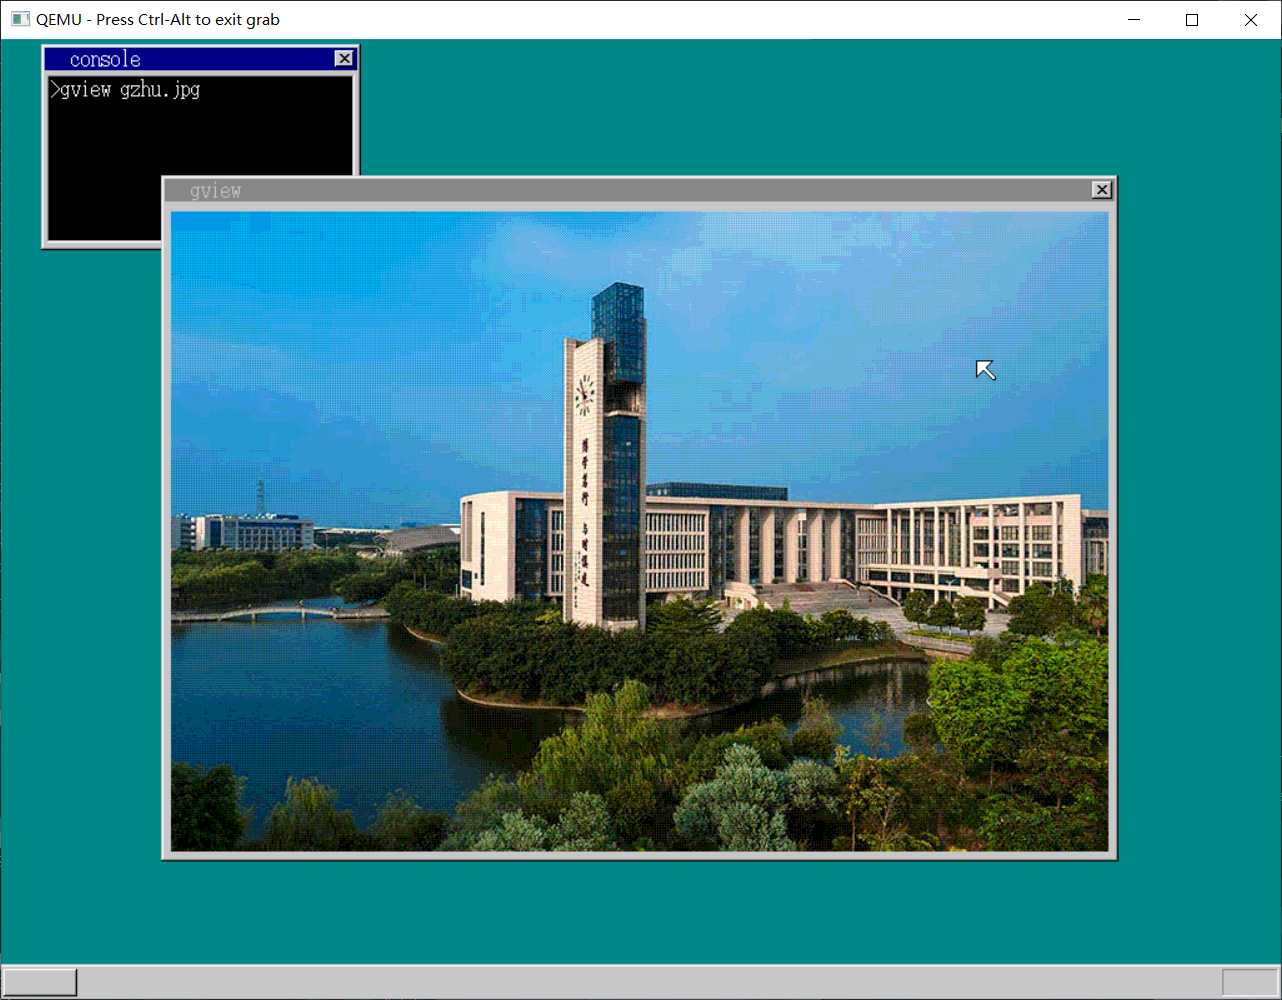 QEMU - Press Ctrl-Alt to exit grab
console
>gview gzhu.jpg
gview